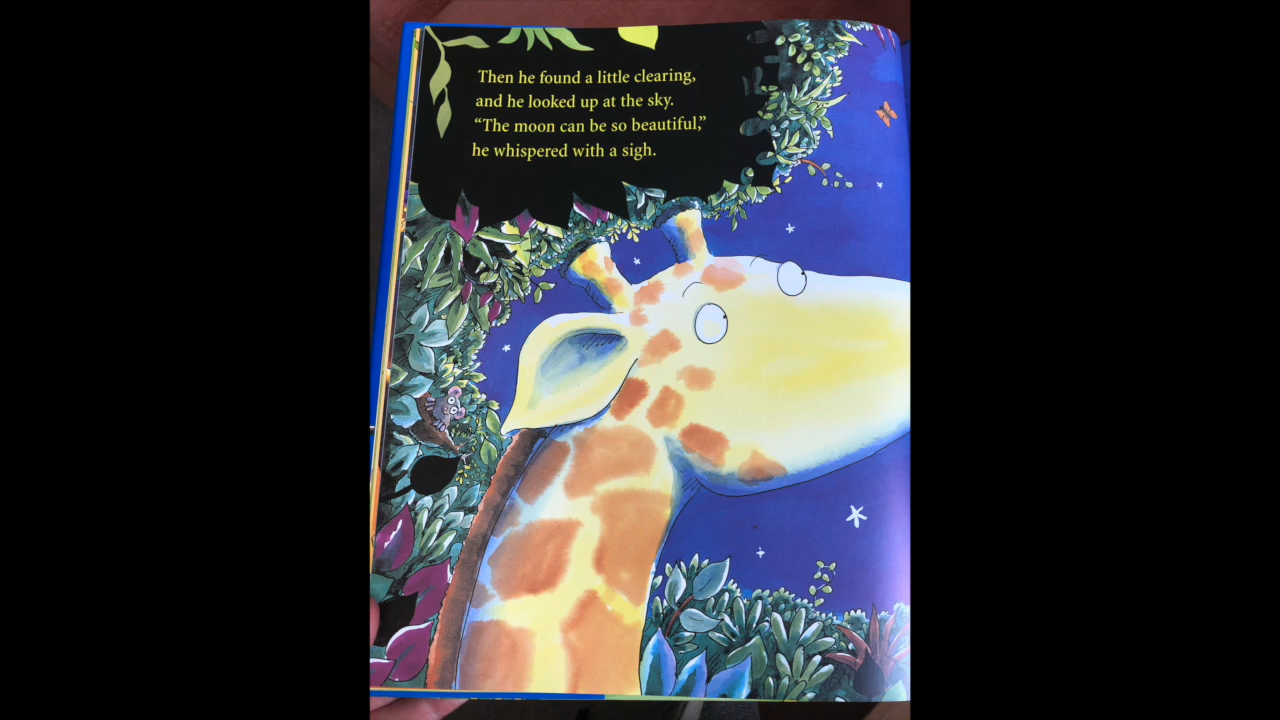 Then he found a little clearing,
and he looked up at the sky.
“The moon can be so beautiful,”
he whispered with a sigh.